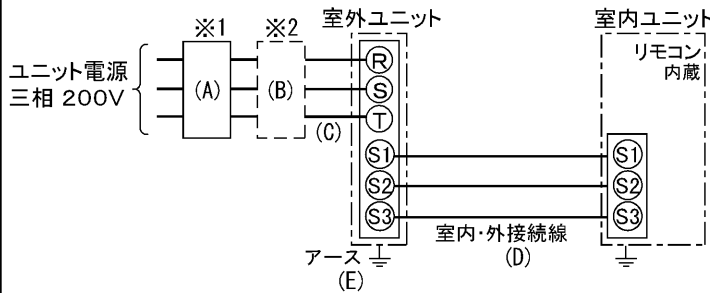 ※1
※2
室外ユニット
室内ユニット
ユニット電源
三相 200V
(A)
(B)
(C)
R
S
T
S1
S2
S3
リモコン
内蔵
S1
S2
S3
室内・外接続線
(D)
アース
(E)